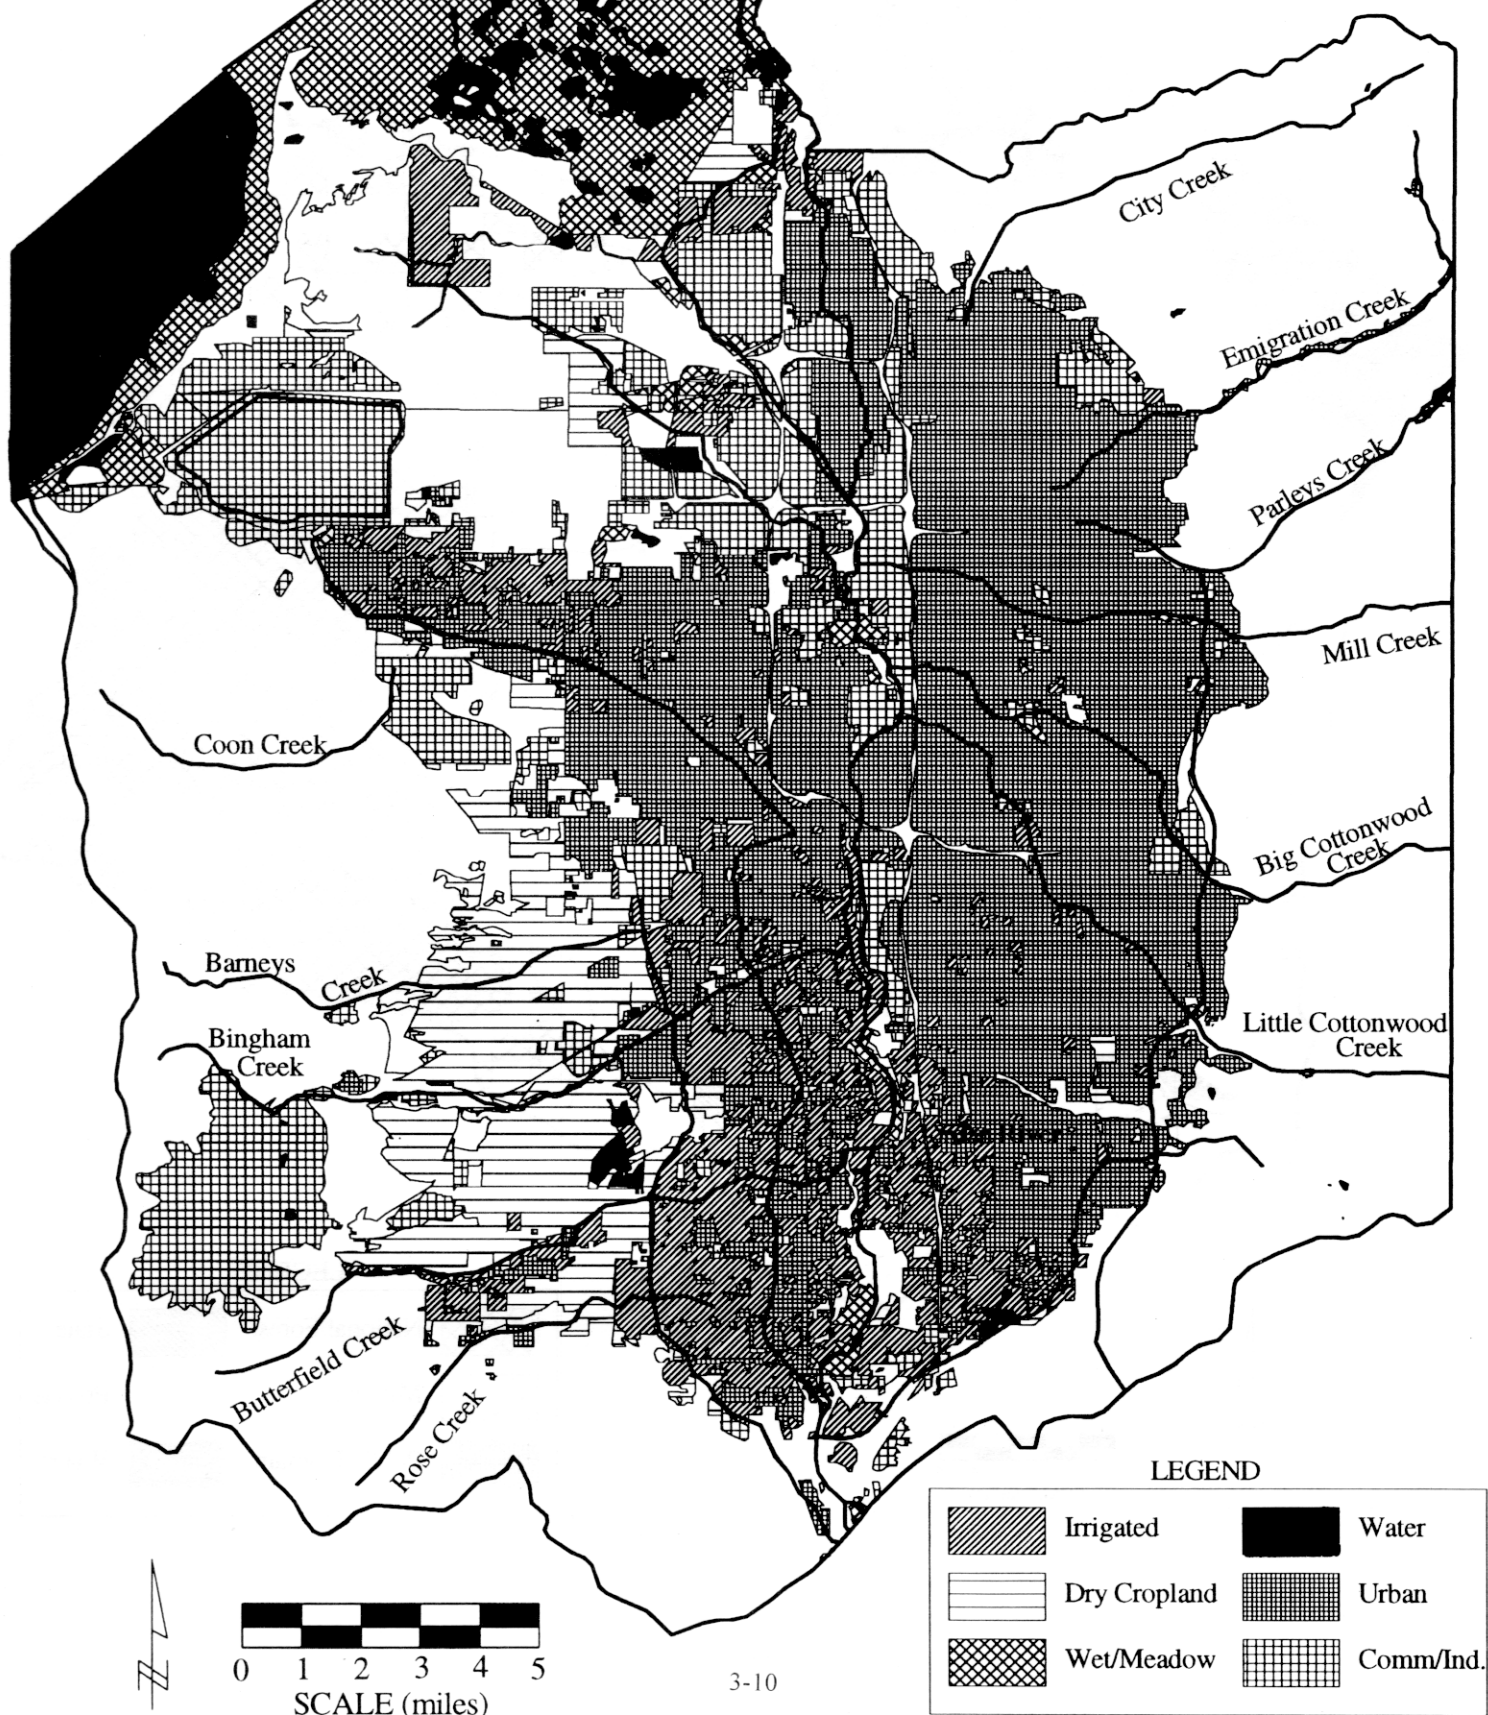 City Creek
Emigration Creek
Parleys Creek
Mill Creek
Coon Creek
Big Cottonwood
Creek
Barneys
Creek
Bingham
Creek
Little Cottonwood
Creek
River
Butterfield Creek
Rose Creek
LEGEND
Irrigated
Water
Dry Cropland
Urban
Wet/Meadow
Comm/Ind.
0 1 2 3 4 5
SCALE (miles)
3-10